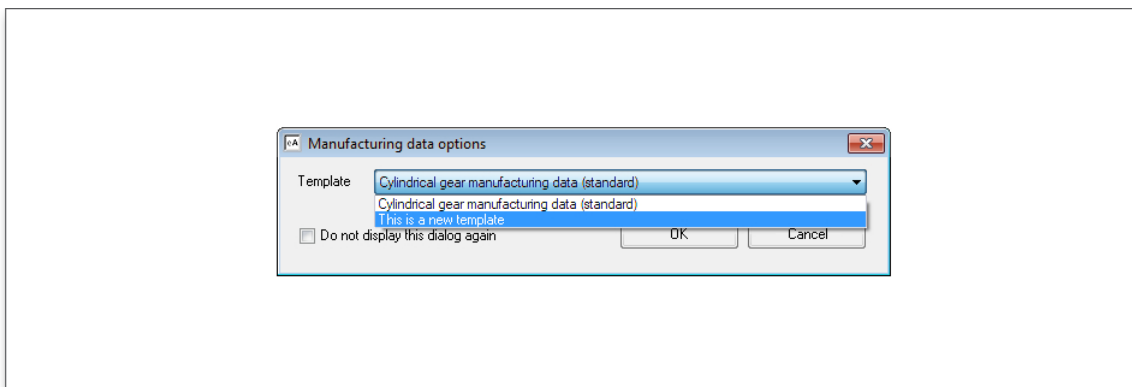 Manufacturing data options
Template Cylindrical gear manufacturing data (standard)
Cylindrical gear manufacturing data (standard)
This is a new template
Do not display this dialog again OK Cancel